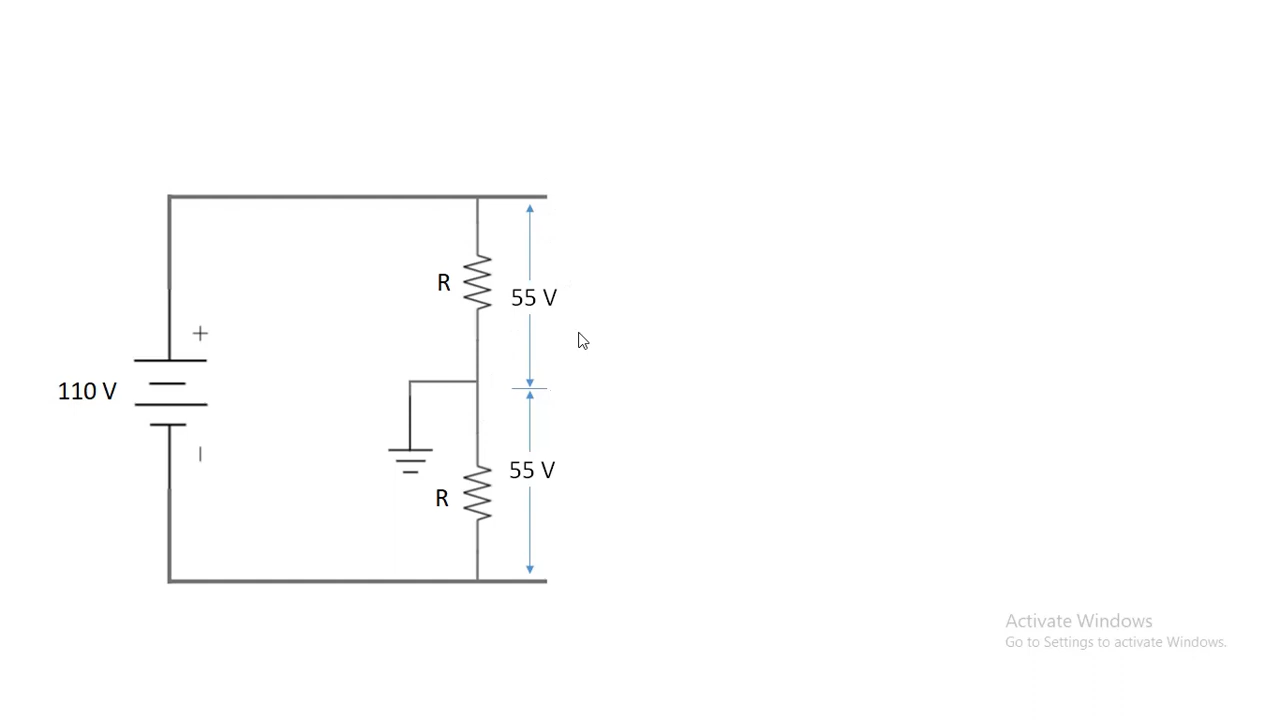 R
55 V
+
110 V
–
55 V
R
Activate Windows
Go to Settings to activate Windows.